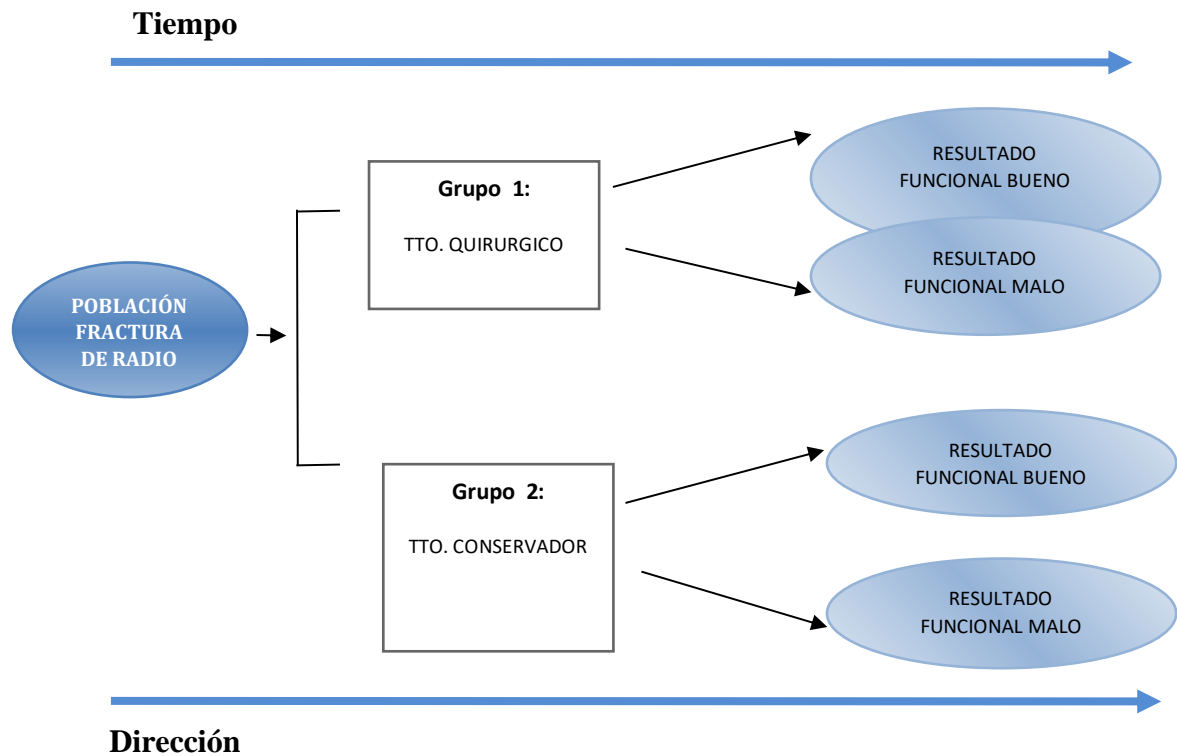 Tiempo
POBLACIÓN
FRACTURA
DE RADIO
Grupo 1:
TTO. QUIRURGICO
RESULTADO
FUNCIONAL BUENO
RESULTADO
FUNCIONAL MALO
Grupo 2:
TTO. CONSERVADOR
RESULTADO
FUNCIONAL BUENO
RESULTADO
FUNCIONAL MALO
Dirección